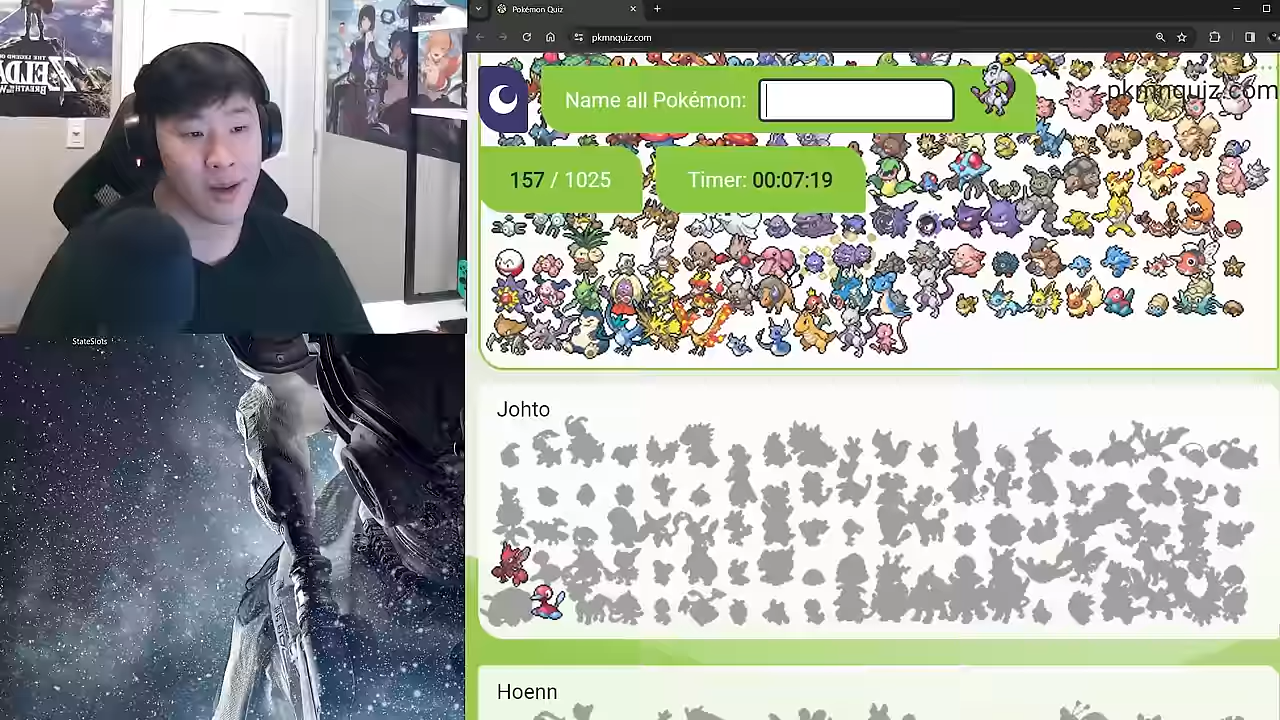 Pokémon Quiz
pkmnquiz.com
Name all Pokémon:
pkmnquiz.com
157 / 1025
Timer: 00:07:19
StateSlots
Johto
Hoenn